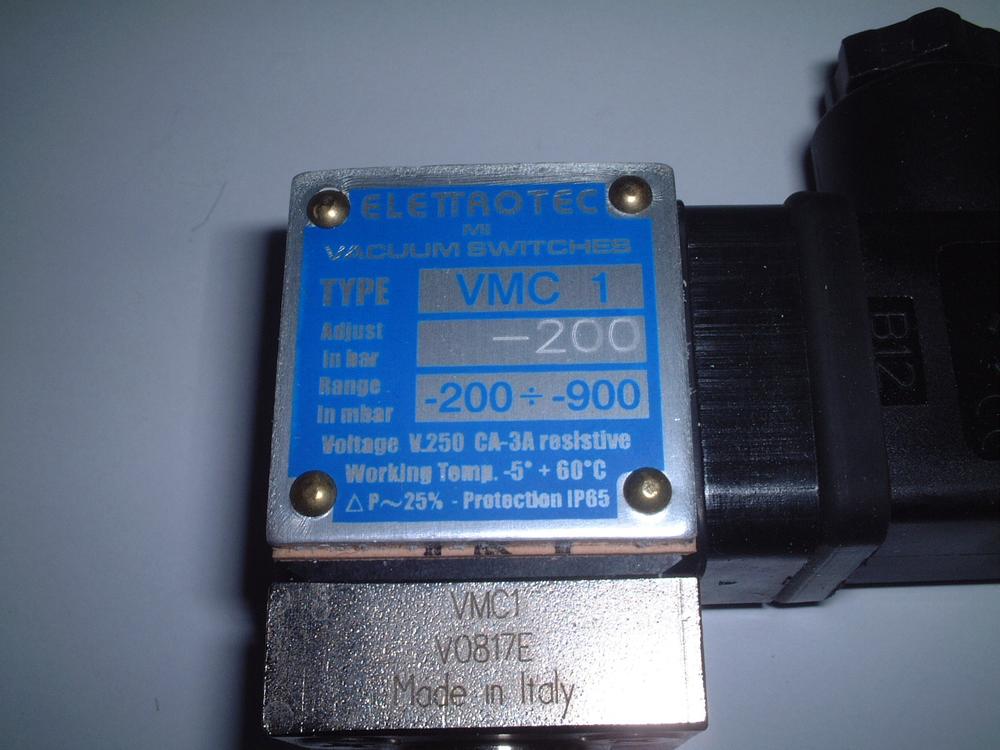 ELETTROTEC
MI
VACUUM SWITCHES
TYPE VMC 1
Adjust
In bar
-200
Range
In mbar
-200 ÷ -900
Voltage V.250 CA-3A resistive
Working Temp. -5° + 60°C
△ P~25% - Protection IP65
B12
VMC1
V0817E
Made in Italy